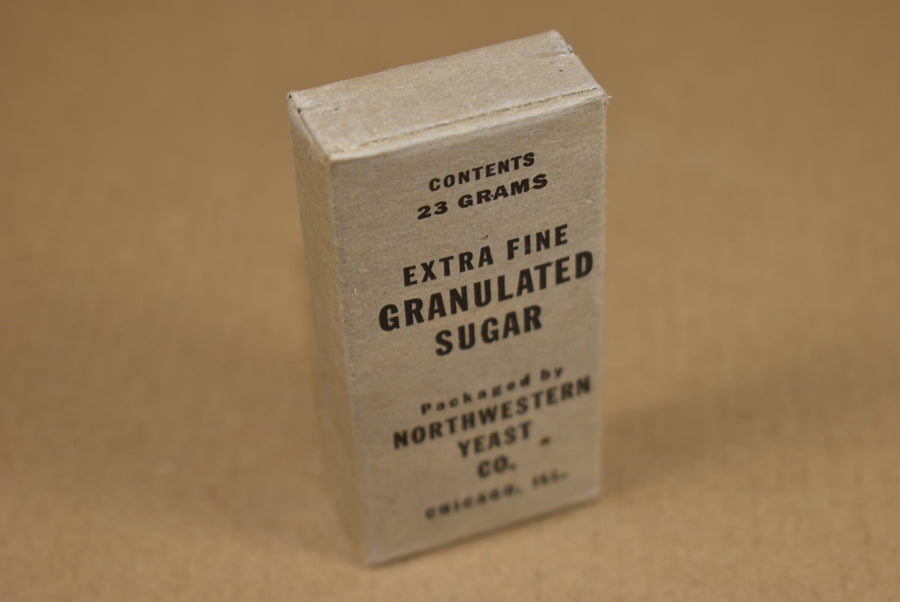 CONTENTS
23 GRAMS
EXTRA FINE
GRANULATED
SUGAR
Packaged by
NORTHWESTERN
YEAST
CO.
CHICAGO, ILL.